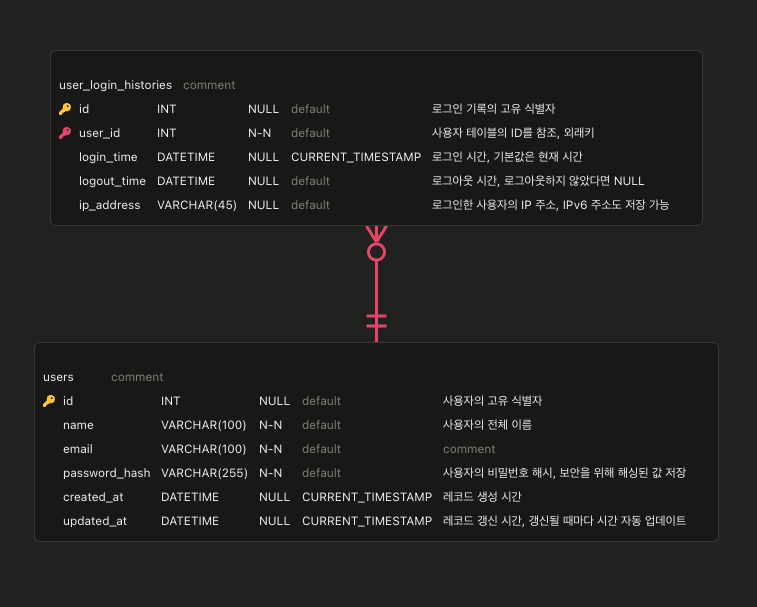 user_login_histories comment
id INT NULL default 로그인 기록의 고유 식별자
user_id INT N-N default 사용자 테이블의 ID를 참조, 외래키
login_time DATETIME NULL CURRENT_TIMESTAMP 로그인 시간, 기본값은 현재 시간
logout_time DATETIME NULL default 로그아웃 시간, 로그아웃하지 않았다면 NULL
ip_address VARCHAR(45) NULL default 로그인한 사용자의 IP 주소, IPv6 주소도 저장 가능
users comment
id INT NULL default 사용자의 고유 식별자
name VARCHAR(100) N-N default 사용자의 전체 이름
email VARCHAR(100) N-N default comment
password_hash VARCHAR(255) N-N default 사용자의 비밀번호 해시, 보안을 위해 해싱된 값 저장
created_at DATETIME NULL CURRENT_TIMESTAMP 레코드 생성 시간
updated_at DATETIME NULL CURRENT_TIMESTAMP 레코드 갱신 시간, 갱신될 때마다 시간 자동 업데이트